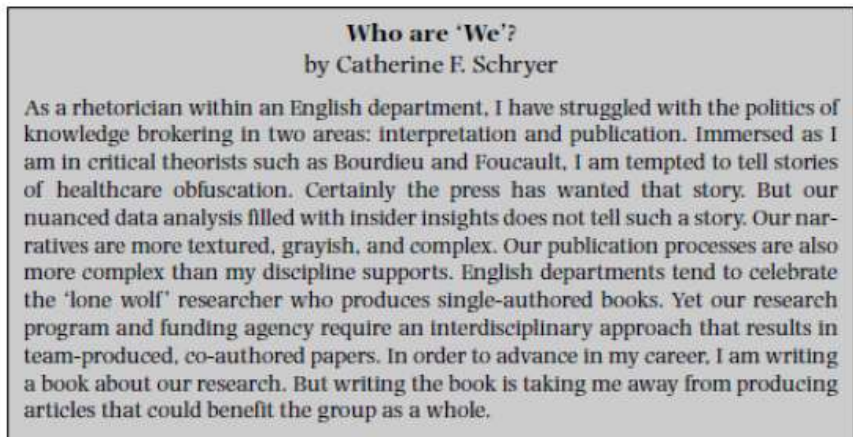 Who are ‘We’?
by Catherine F. Schryer
As a rhetorician within an English department, I have struggled with the politics of
knowledge brokering in two areas: interpretation and publication. Immersed as I
am in critical theorists such as Bourdieu and Foucault, I am tempted to tell stories
of healthcare obfuscation. Certainly the press has wanted that story. But our
nuanced data analysis filled with insider insights does not tell such a story. Our nar-
ratives are more textured, grayish, and complex. Our publication processes are also
more complex than my discipline supports. English departments tend to celebrate
the ‘lone wolf’ researcher who produces single-authored books. Yet our research
program and funding agency require an interdisciplinary approach that results in
team-produced, co-authored papers. In order to advance in my career, I am writing
a book about our research. But writing the book is taking me away from producing
articles that could benefit the group as a whole.